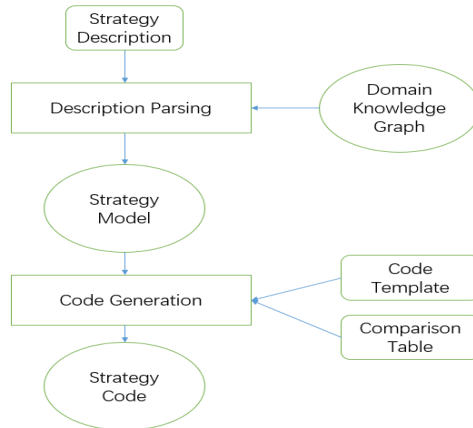 Strategy
Description
Description Parsing
Domain
Knowledge
Graph
Strategy
Model
Code Generation
Code
Template
Comparison
Table
Strategy
Code